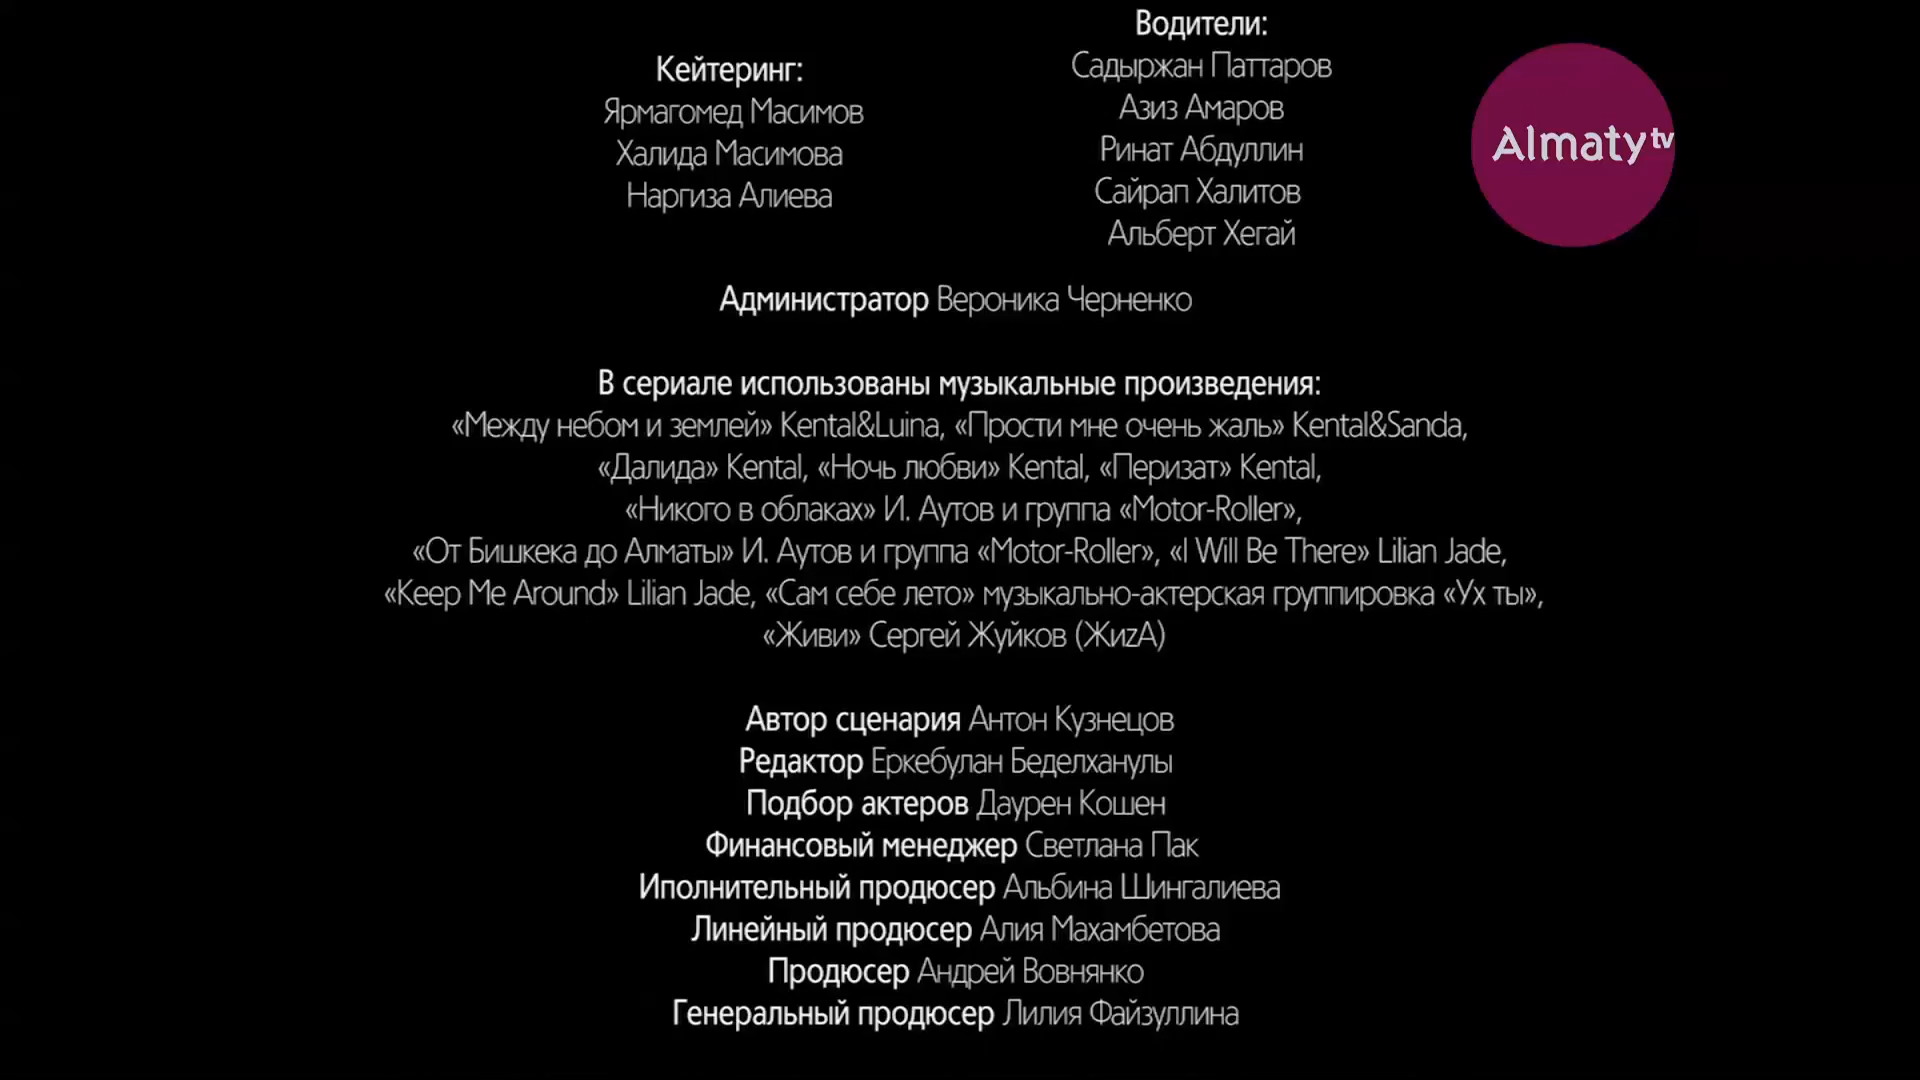 Кейтеринг:
Ярмагомед Масимов
Халида Масимова
Наргиза Алиева
Водители:
Садыржан Паттаров
Азиз Амаров
Ринат Абдуллин
Сайрап Халитов
Альберт Хегай
Almaty tv
Администратор Вероника Черненко
В сериале использованы музыкальные произведения:
«Между небом и землей» Kental&Luina, «Прости мне очень жаль» Kental&Sanda,
«Далида» Kental, «Ночь любви» Kental, «Перизат» Kental,
«Никого в облаках» И. Аутов и группа «Motor-Roller»,
«От Бишкека до Алматы» И. Аутов и группа «Motor-Roller», «I Will Be There» Lilian Jade,
«Keep Me Around» Lilian Jade, «Сам себе лето» музыкально-актерская группировка «Ух ты»,
«Живи» Сергей Жуйков (ЖиzА)
Автор сценария Антон Кузнецов
Редактор Еркебулан Беделханулы
Подбор актеров Даурен Кошен
Финансовый менеджер Светлана Пак
Иполнительный продюсер Альбина Шингалиева
Линейный продюсер Алия Махамбетова
Продюсер Андрей Вовнянко
Генеральный продюсер Лилия Файзуллина